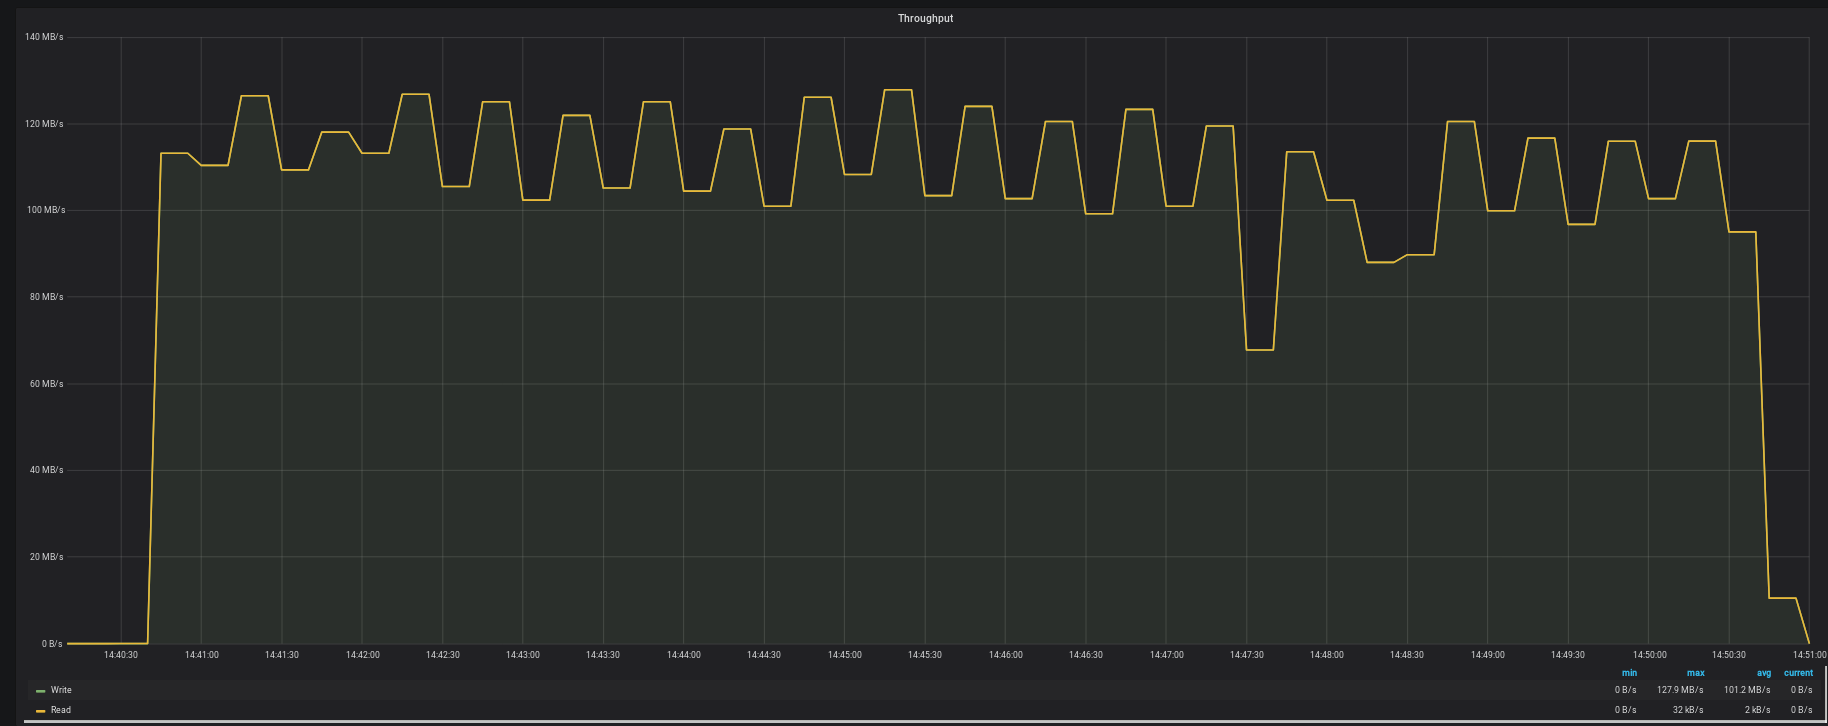 Throughput
140 MB/s
120 MB/s
100 MB/s
80 MB/s
60 MB/s
40 MB/s
20 MB/s
0 B/s
14:40:30 14:41:00 14:41:30 14:42:00 14:42:30 14:43:00 14:43:30 14:44:00 14:44:30 14:45:00 14:45:30 14:46:00 14:46:30 14:47:00 14:47:30 14:48:00 14:48:30 14:49:00 14:49:30 14:50:00 14:50:30 14:51:00
min max avg current
Write 0 B/s 127.9 MB/s 101.2 MB/s 0 B/s
Read 0 B/s 32 kB/s 2 kB/s 0 B/s